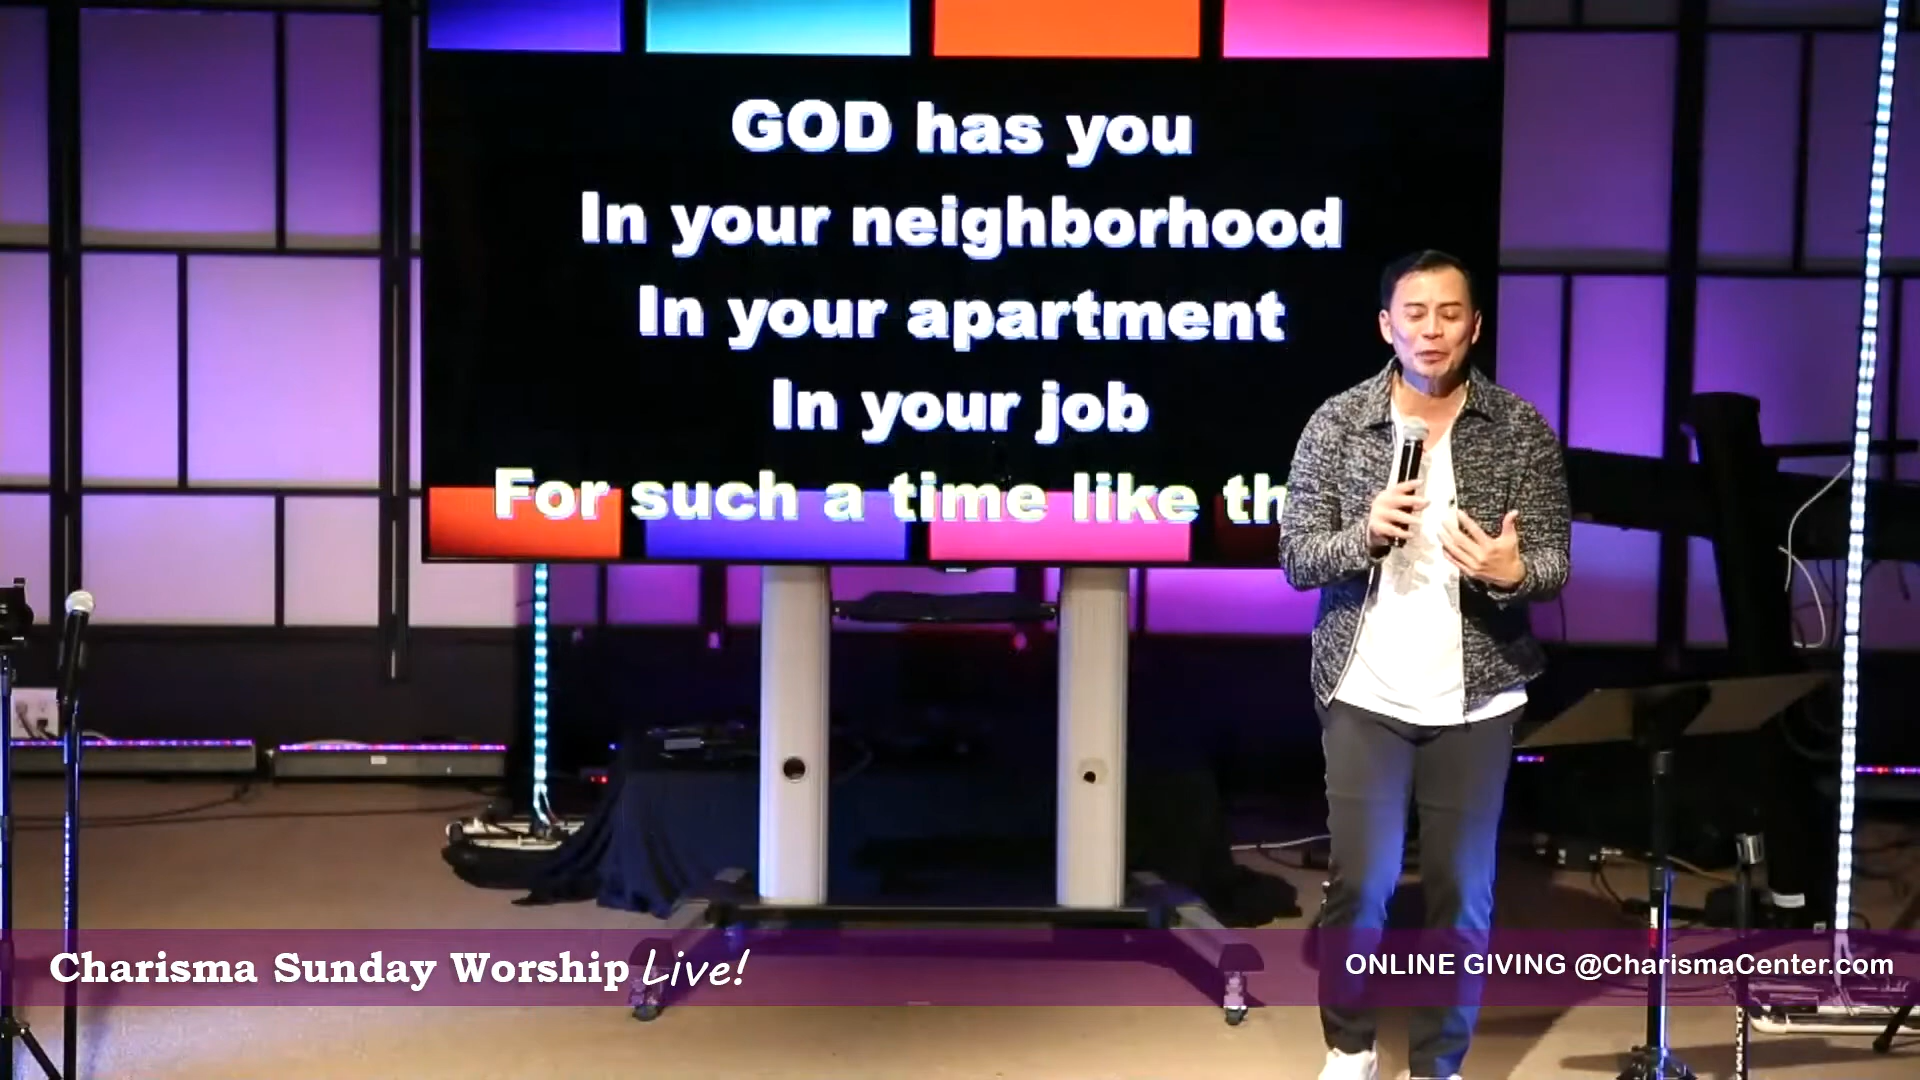 GOD has you
In your neighborhood
In your apartment
In your job
For such a time like
Charisma Sunday Worship Live!
ONLINE GIVING @CharismaCenter.com